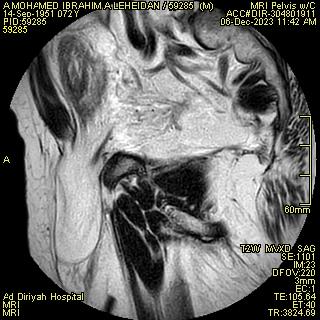 A MOHAMED IBRAHIM,A LEHEIDAN / 59285 (M)
14-Sep-1951 072Y
MRI Pelvis w/C
PID:59285
ACC#DIR-304801911
59285
06-Dec-2023 11:42 AM
A
60mm
T2W MVXD SAG
SE:1101
IM:23
DFOV:220
3mm
Ad Diriyah Hospital
EC:1
MRI
TE:105.64
ET:40
MRI
TR:3824.69